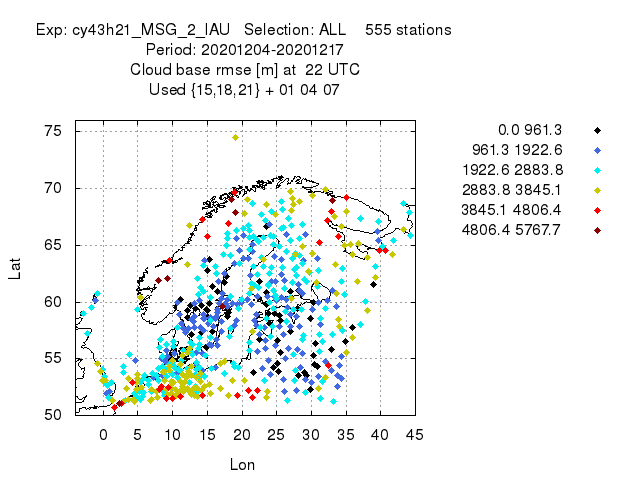 Exp: cy43h21_MSG_2_IAU   Selection: ALL    555 stations
Period: 20201204-20201217
Cloud base rmse [m] at  22 UTC
Used {15,18,21} + 01 04 07
0.0 961.3
961.3 1922.6
1922.6 2883.8
2883.8 3845.1
3845.1 4806.4
4806.4 5767.7
75
70
65
60
55
50
Lat
0 5 10 15 20 25 30 35 40 45
Lon